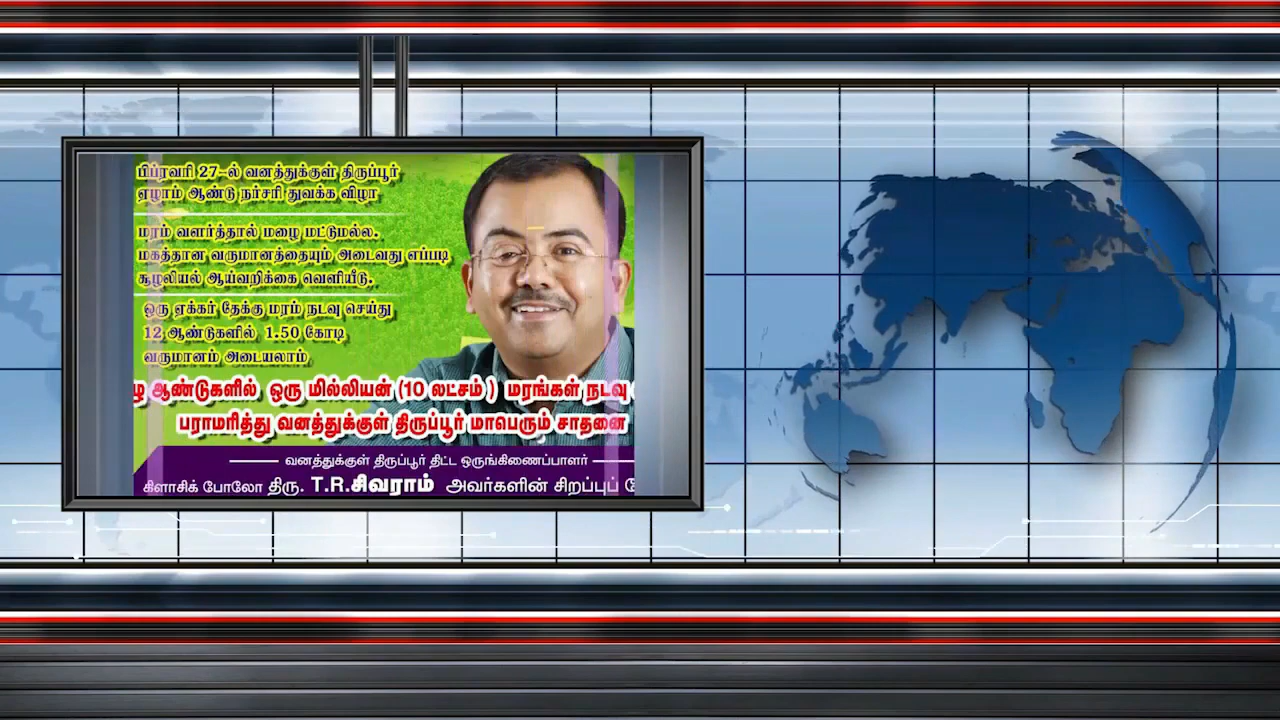 பிப்ரவரி 27-ல் வனத்துக்குள் திருப்பூர்
ஏழாம் ஆண்டு நர்சரி துவக்க விழா
மரம் வளர்த்தால் மழை மட்டுமல்ல.
மகத்தான வருமானத்தையும் அடைவது எப்படி
சூழலியல் ஆய்வறிக்கை வெளியீடு.
ஒரு ஏக்கர் தேக்கு மரம் நடவு செய்து
12 ஆண்டுகளில் 1.50 கோடி
வருமானம் அடையலாம்
ஆண்டுகளில் ஒரு மில்லியன் (10 லட்சம் ) மரங்கள் நடவு
பராமரித்து வனத்துக்குள் திருப்பூர் மாபெரும் சாதனை
வனத்துக்குள் திருப்பூர் திட்ட ஒருங்கிணைப்பாளர்
கிளாசிக் போலோ திரு. T.R.சிவராம் அவர்களின் சிறப்புப்